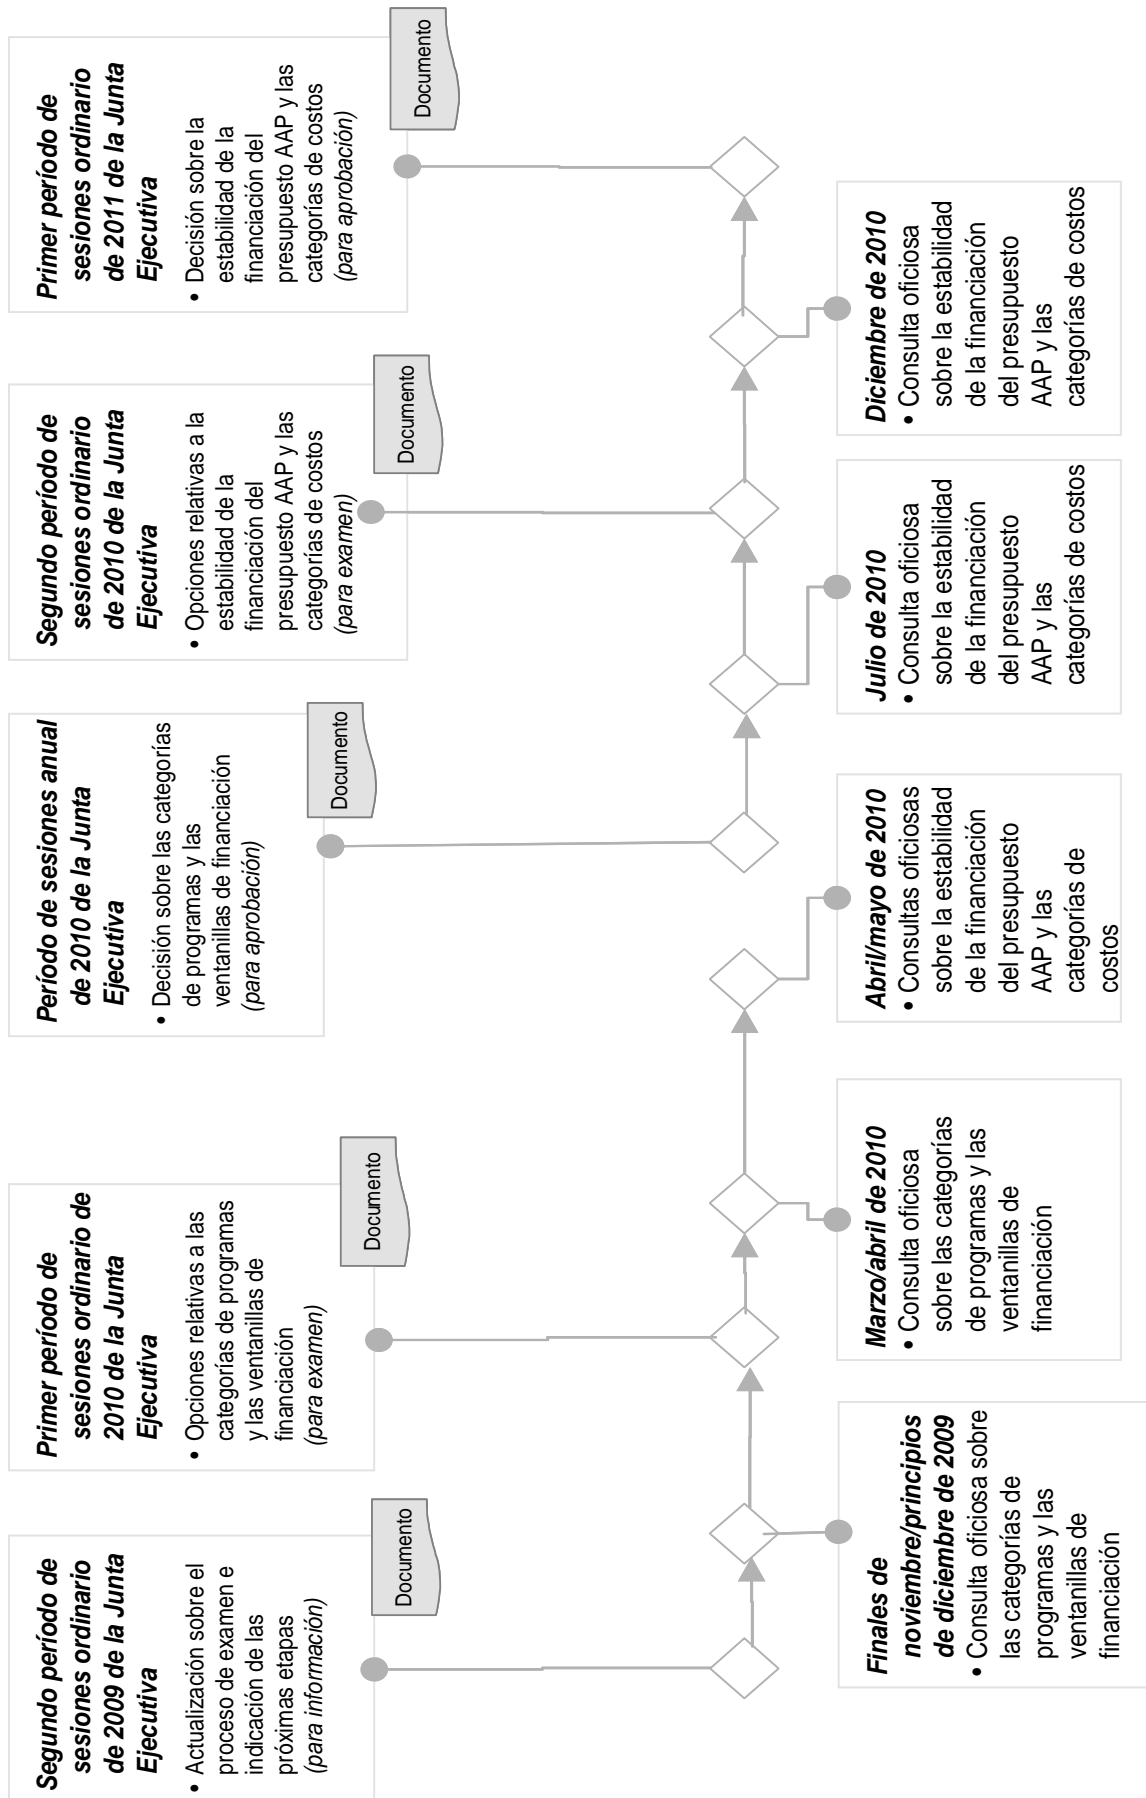 Segundo período de
sesiones ordinario
de 2009 de la Junta
Ejecutiva
• Actualización sobre el
proceso de examen e
indicación de las
próximas etapas
(para información)
Documento
Primer período de
sesiones ordinario de
2010 de la Junta
Ejecutiva
• Opciones relativas a las
categorías de programas
y las ventanillas de
financiación
(para examen)
Documento
Período de sesiones anual
de 2010 de la Junta
Ejecutiva
• Decisión sobre las categorías
de programas y las
ventanillas de financiación
(para aprobación)
Documento
Segundo período de
sesiones ordinario
de 2010 de la Junta
Ejecutiva
• Opciones relativas a la
estabilidad de la
financiación del
presupuesto AAP y las
categorías de costos
(para examen)
Documento
Primer período de
sesiones ordinario
de 2011 de la Junta
Ejecutiva
• Decisión sobre la
estabilidad de la
financiación del
presupuesto AAP y las
categorías de costos
(para aprobación)
Documento
Finales de
noviembre/principios
de diciembre de 2009
• Consulta oficiosa sobre
las categorías de
programas y las
ventanillas de
financiación
Marzo/abril de 2010
• Consulta oficiosa
sobre las categorías
de programas y las
ventanillas de
financiación
Abril/mayo de 2010
• Consultas oficiosas
sobre la estabilidad
de la financiación
del presupuesto
AAP y las
categorías de
costos
Julio de 2010
• Consulta oficiosa
sobre la estabilidad
de la financiación
del presupuesto
AAP y las
categorías de costos
Diciembre de 2010
• Consulta oficiosa
sobre la estabilidad
de la financiación
del presupuesto
AAP y las
categorías de costos